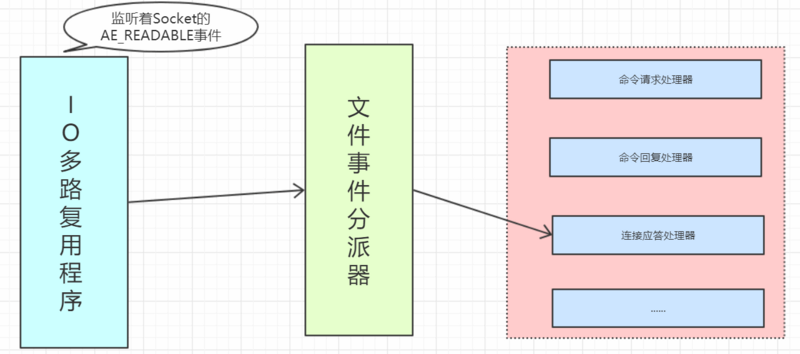 监听着Socket的
AE_READABLE事件
IO多路复用程序
文件事件分派器
命令请求处理器
命令回复处理器
连接应答处理器
......